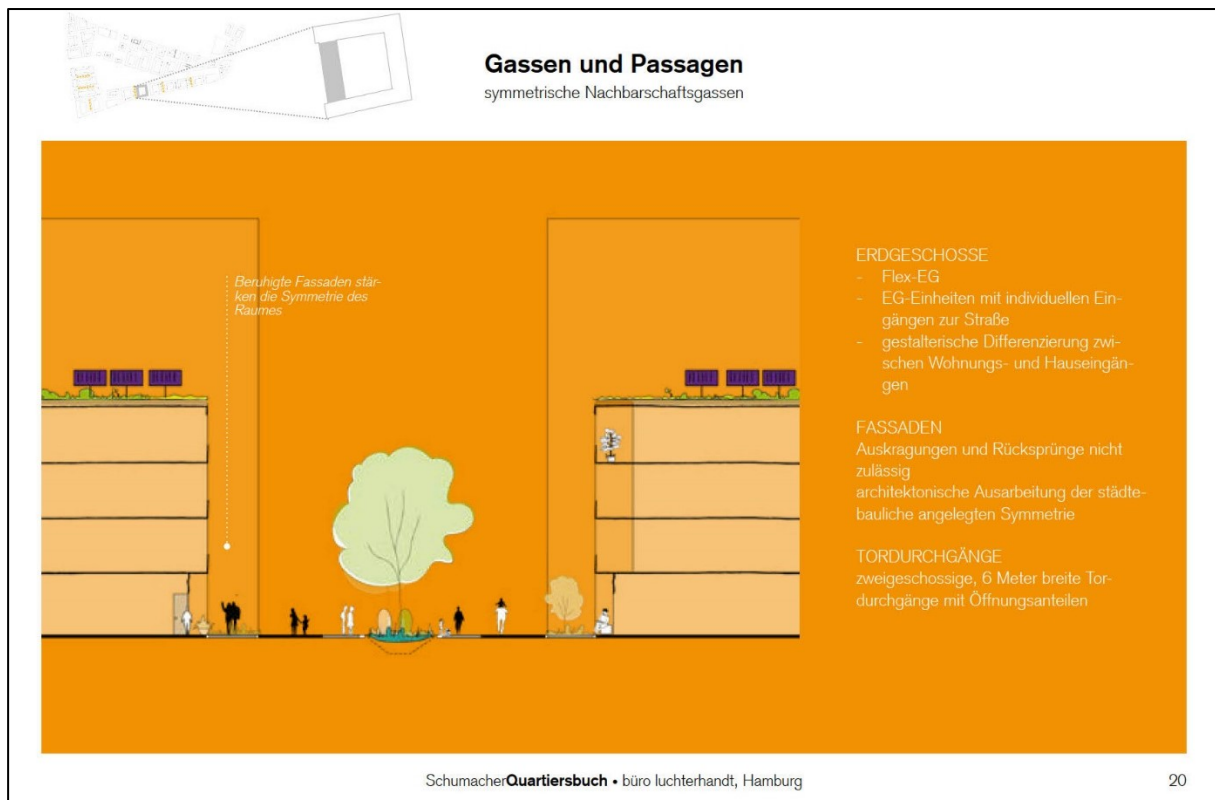 Gassen und Passagen
symmetrische Nachbarschaftsgassen
Beruhigte Fassaden stär-
ken die Symmetrie des
Raumes
ERDGESCHOSSE
- Flex-EG
- EG-Einheiten mit individuellen Ein-
gängen zur Straße
- gestalterische Differenzierung zwi-
schen Wohnungs- und Hauseingän-
gen
FASSADEN
Auskragungen und Rücksprünge nicht
zulässig
architektonische Ausarbeitung der städte-
bauliche angelegten Symmetrie
TORDURCHGÄNGE
zweigeschossige, 6 Meter breite Tor-
durchgänge mit Öffnungsanteilen
SchumacherQuartiersbuch • büro luchterhandt, Hamburg
20